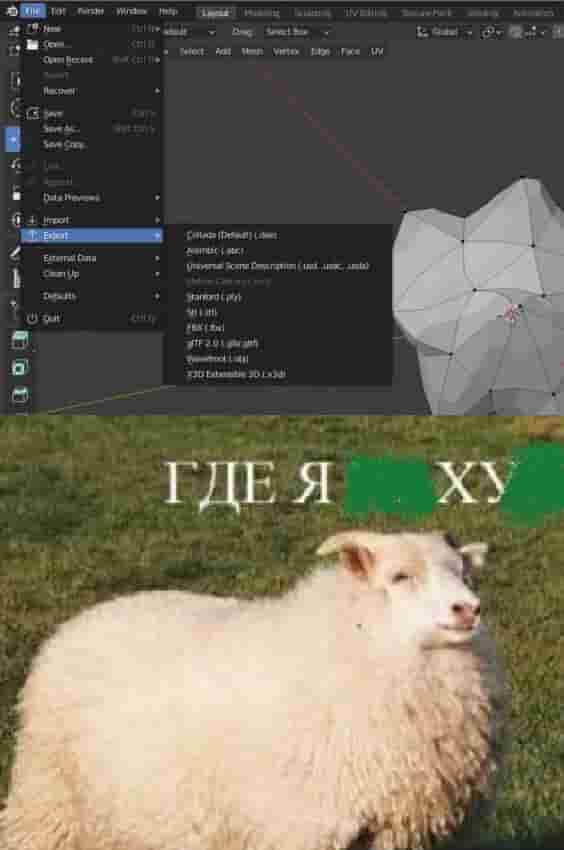 File Edit Render Window Help Layout Modeling Sculpting UV Editing Texture Paint Shading Animation
New Ctrl N
Open... Ctrl O
Open Recent Shift Ctrl O
Revert
Recover
Save Ctrl S
Save As... Shift Ctrl S
Save Copy...
Link...
Append...
Data Previews
Import
Export
External Data
Clean Up
Defaults
Quit Ctrl Q
Default Drag: Select Box Global
Select Add Mesh Vertex Edge Face UV
Collada (Default) (.dae)
Alembic (.abc)
Universal Scene Description (.usd, .usdc, .usda)
Stanford (.ply)
Stl (.stl)
FBX (.fbx)
glTF 2.0 (.glb/.gltf)
Wavefront (.obj)
X3D Extensible 3D (.x3d)
ГДЕ Я ХУ